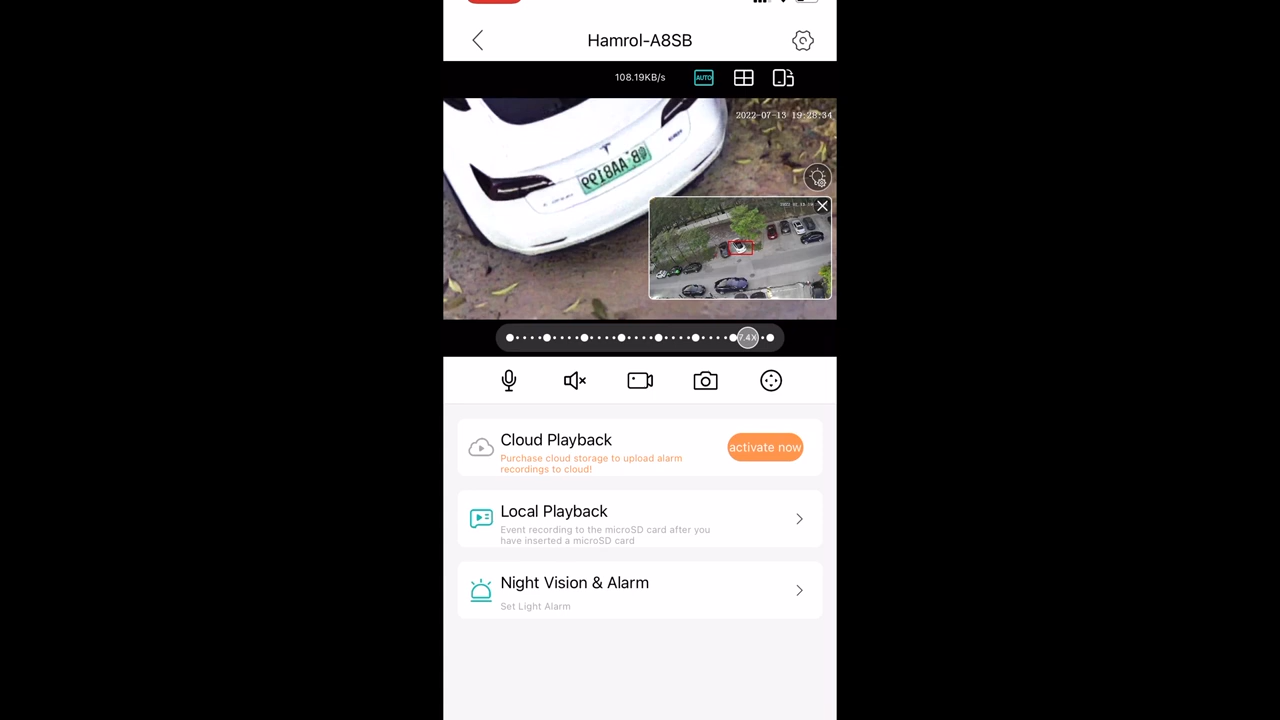 Hamrol-A8SB
108.19KB/s
AUTO
2022-07-13 19:28:34
7.4X
Cloud Playback
activate now
Purchase cloud storage to upload alarm
recordings to cloud!
Local Playback
Event recording to the microSD card after you
have inserted a microSD card
Night Vision & Alarm
Set Light Alarm